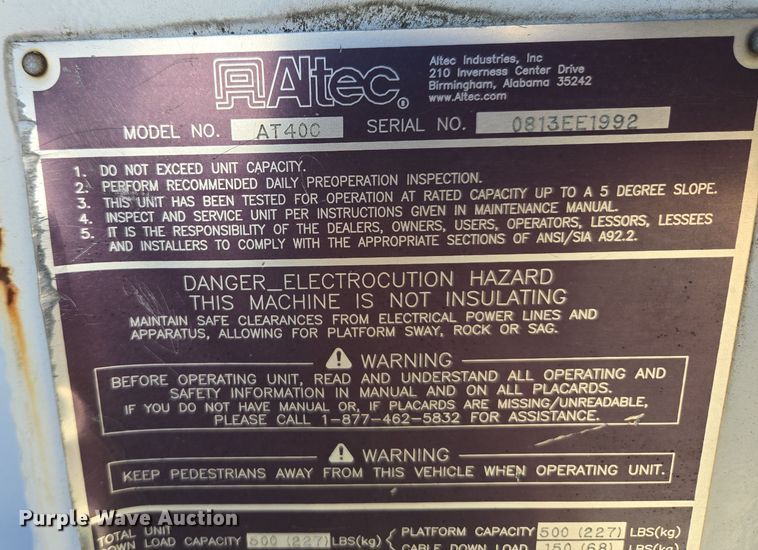 Altec®
Altec Industries, Inc
210 Inverness Center Drive
Birmingham, Alabama 35242
www.Altec.com
MODEL NO. AT40C SERIAL NO. 0813EE1992
1. DO NOT EXCEED UNIT CAPACITY.
2. PERFORM RECOMMENDED DAILY PREOPERATION INSPECTION.
3. THIS UNIT HAS BEEN TESTED FOR OPERATION AT RATED CAPACITY UP TO A 5 DEGREE SLOPE.
4. INSPECT AND SERVICE UNIT PER INSTRUCTIONS GIVEN IN MAINTENANCE MANUAL.
5. IT IS THE RESPONSIBILITY OF THE DEALERS, OWNERS, USERS, OPERATORS, LESSORS, LESSEES
AND INSTALLERS TO COMPLY WITH THE APPROPRIATE SECTIONS OF ANSI/SIA A92.2.
DANGER_ELECTROCUTION HAZARD
THIS MACHINE IS NOT INSULATING
MAINTAIN SAFE CLEARANCES FROM ELECTRICAL POWER LINES AND
APPARATUS, ALLOWING FOR PLATFORM SWAY, ROCK OR SAG.
WARNING
BEFORE OPERATING UNIT, READ AND UNDERSTAND ALL OPERATING AND
SAFETY INFORMATION IN MANUAL AND ON ALL PLACARDS.
IF YOU DO NOT HAVE MANUAL OR, IF PLACARDS ARE MISSING/UNREADABLE,
PLEASE CALL 1-877-462-5832 FOR ASSISTANCE.
WARNING
KEEP PEDESTRIANS AWAY FROM THIS VEHICLE WHEN OPERATING UNIT.
TOTAL UNIT
DOWN LOAD CAPACITY 500 (227) LBS(kg)
PLATFORM CAPACITY 500 (227) LBS(kg)
CABLE DOWN LOAD 150 (68) LBS(kg)
Purple Wave Auction